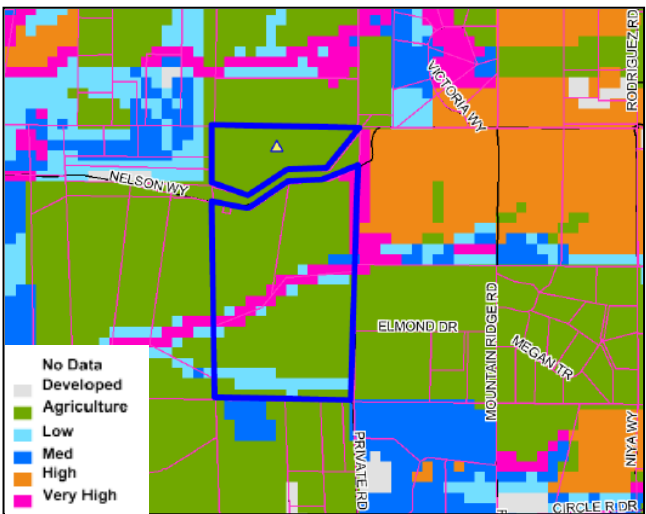 RODRIGUEZ RD
VICTORIA WY
NELSON WY
ELMOND DR
MOUNTAIN RIDGE RD
MEGAN TR
No Data
Developed
Agriculture
Low
Med
High
Very High
PRIVATE RD
NIYA WY
CIRCLE R DR